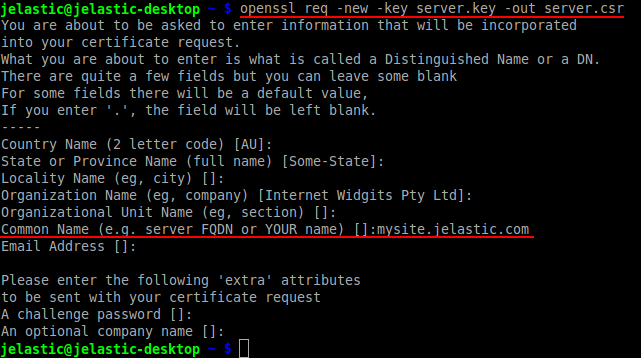 jelastic@jelastic-desktop ~ $ openssl req -new -key server.key -out server.csr
You are about to be asked to enter information that will be incorporated
into your certificate request.
What you are about to enter is what is called a Distinguished Name or a DN.
There are quite a few fields but you can leave some blank
For some fields there will be a default value,
If you enter '.', the field will be left blank.
-----
Country Name (2 letter code) [AU]:
State or Province Name (full name) [Some-State]:
Locality Name (eg, city) []:
Organization Name (eg, company) [Internet Widgits Pty Ltd]:
Organizational Unit Name (eg, section) []:
Common Name (e.g. server FQDN or YOUR name) []:mysite.jelastic.com
Email Address []:

Please enter the following 'extra' attributes
to be sent with your certificate request
A challenge password []:
An optional company name []:
jelastic@jelastic-desktop ~ $